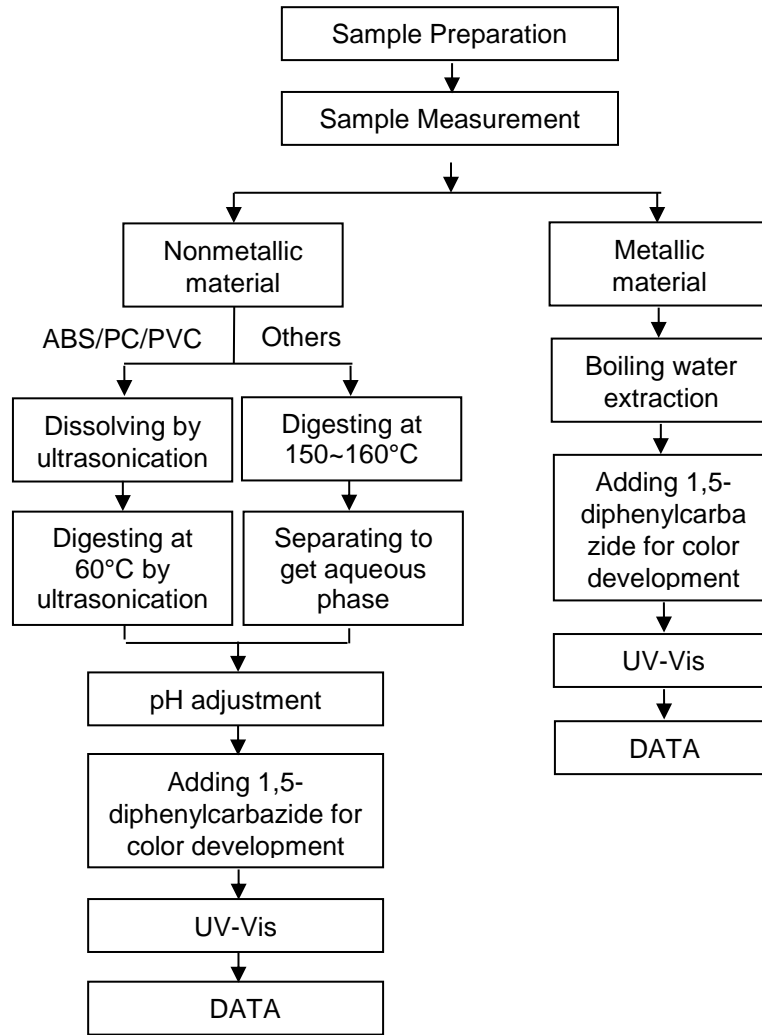 Sample Preparation
Sample Measurement
Nonmetallic
material
Metallic
material
ABS/PC/PVC
Others
Boiling water
extraction
Dissolving by
ultrasonication
Digesting at
150~160°C
Adding 1,5-
diphenylcarba
zide for color
development
Digesting at
60°C by
ultrasonication
Separating to
get aqueous
phase
UV-Vis
pH adjustment
DATA
Adding 1,5-
diphenylcarbazide for
color development
UV-Vis
DATA